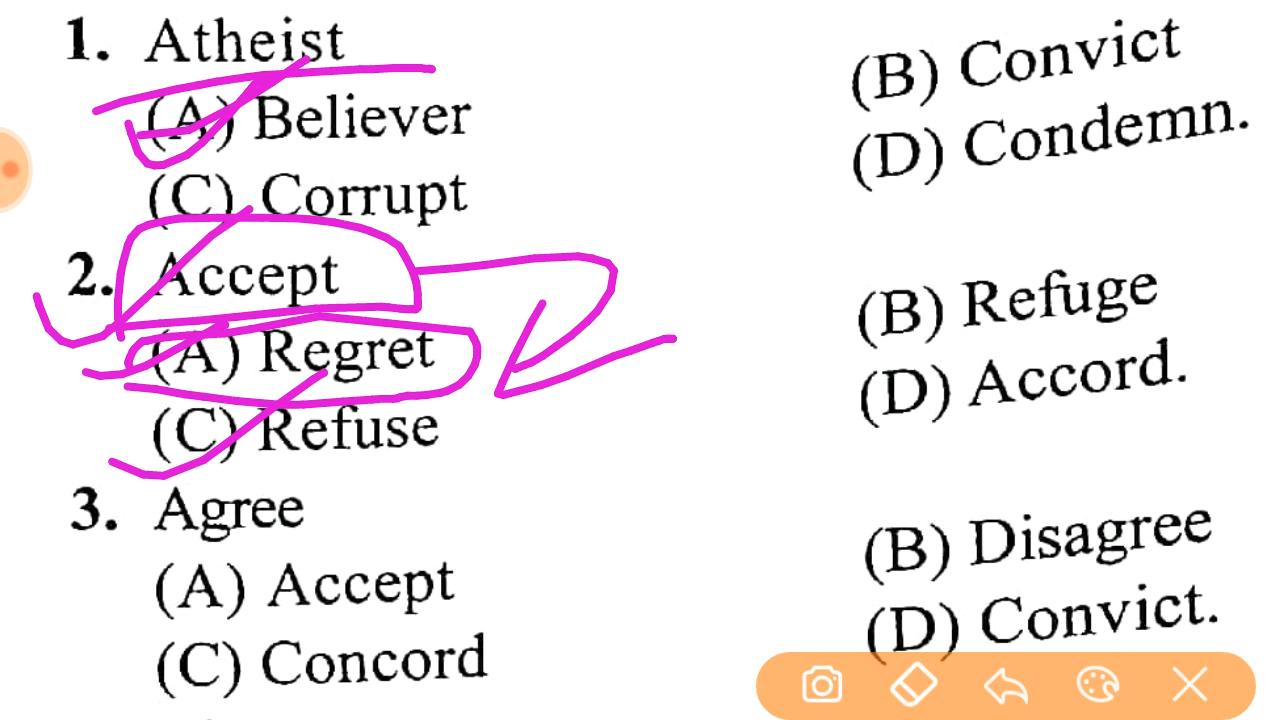 1. Atheist
(A) Believer (B) Convict
(C) Corrupt (D) Condemn.
2. Accept
(A) Regret (B) Refuge
(C) Refuse (D) Accord.
3. Agree
(A) Accept (B) Disagree
(C) Concord (D) Convict.